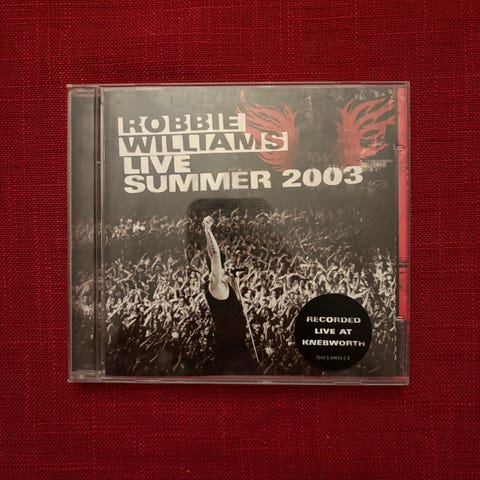 ROBBIE
WILLIAMS
LIVE
SUMMER 2003
RECORDED
LIVE AT
KNEBWORTH